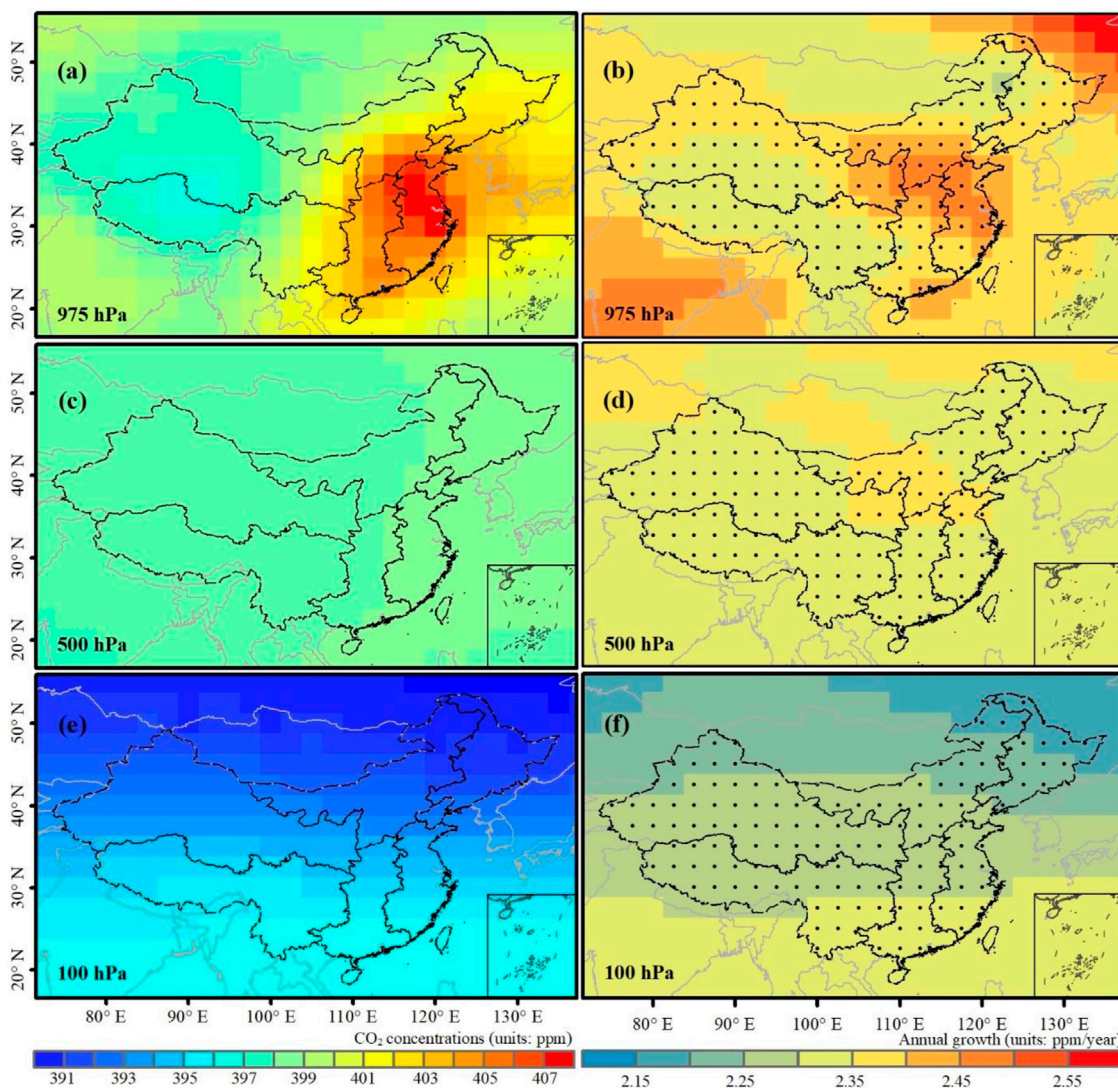 (a)
(b)
50° N
40° N
30° N
20° N
975 hPa
975 hPa
(c)
(d)
50° N
40° N
30° N
20° N
500 hPa
500 hPa
(e)
(f)
50° N
40° N
30° N
20° N
100 hPa
100 hPa
80° E 90° E 100° E 110° E 120° E 130° E
80° E 90° E 100° E 110° E 120° E 130° E
CO₂ concentrations (units: ppm)
Annual growth (units: ppm/year)
391 393 395 397 399 401 403 405 407
2.15 2.25 2.35 2.45 2.55